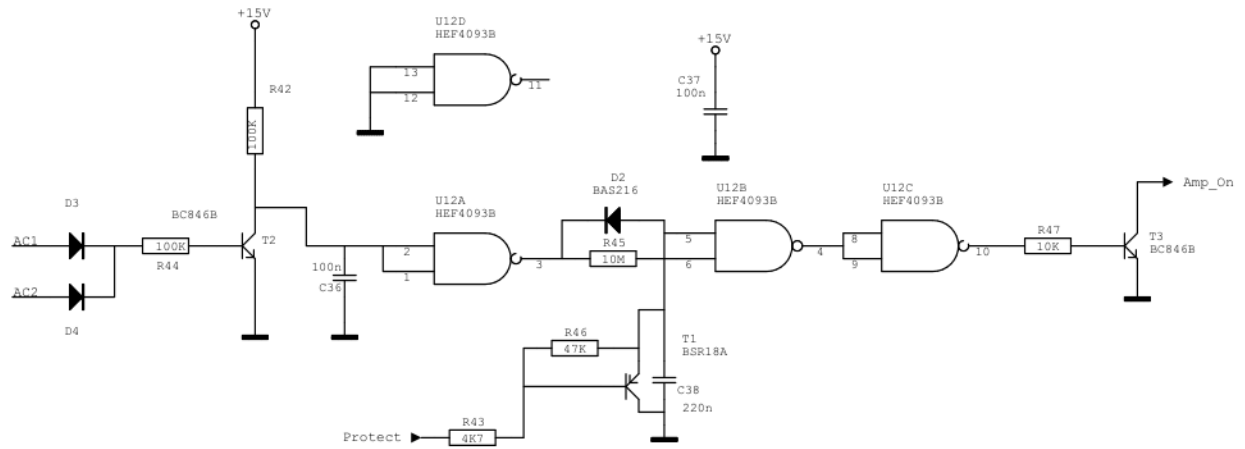 +15V
U12D
HEF4093B
13
12
11
+15V
C37
100n
R42
100K
D2
BAS216
U12B
HEF4093B
U12C
HEF4093B
Amp_On
D3
BC846B
U12A
HEF4093B
R45
10M
5
6
4
8
9
10
R47
10K
T3
BC846B
AC1
100K
R44
T2
2
1
3
100n
C36
AC2
D4
R46
47K
T1
BSR18A
C38
220n
Protect
R43
4K7